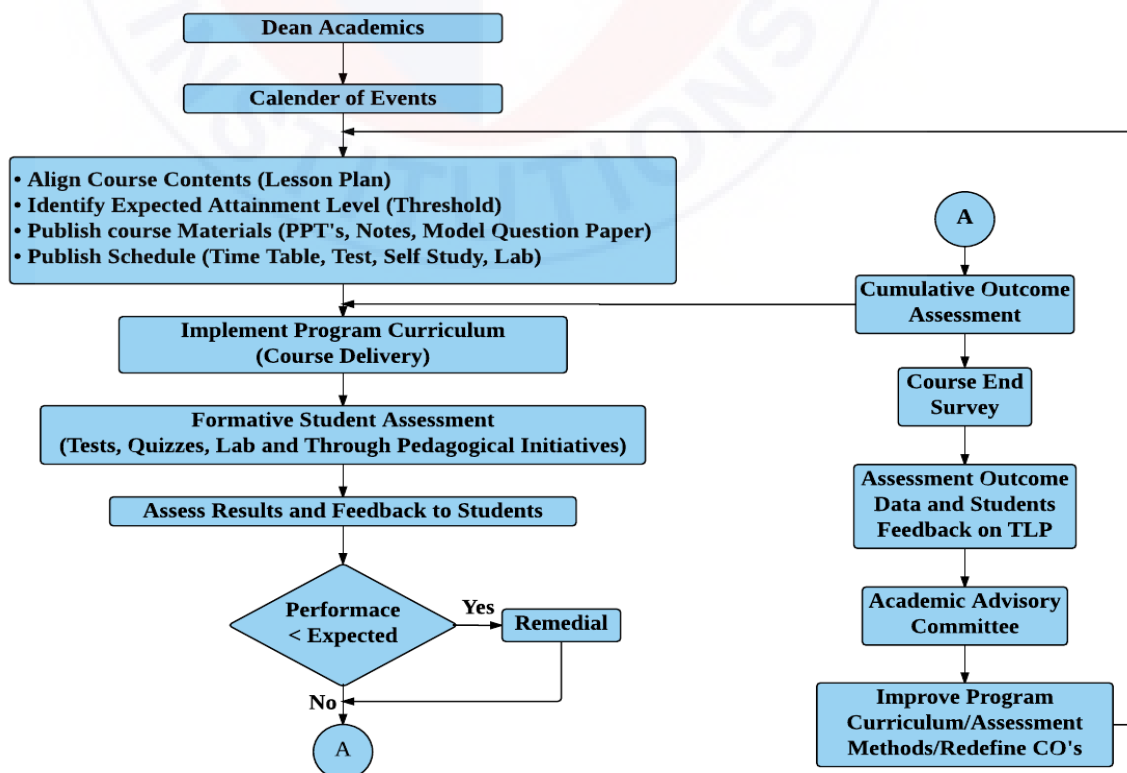 INSTITUTIONS
Dean Academics
Calender of Events
• Align Course Contents (Lesson Plan)
• Identify Expected Attainment Level (Threshold)
• Publish course Materials (PPT's, Notes, Model Question Paper)
• Publish Schedule (Time Table, Test, Self Study, Lab)
Implement Program Curriculum
(Course Delivery)
Formative Student Assessment
(Tests, Quizzes, Lab and Through Pedagogical Initiatives)
Assess Results and Feedback to Students
Performace
< Expected
Yes
Remedial
No
A
A
Cumulative Outcome
Assessment
Course End
Survey
Assessment Outcome
Data and Students
Feedback on TLP
Academic Advisory
Committee
Improve Program
Curriculum/Assessment
Methods/Redefine CO's